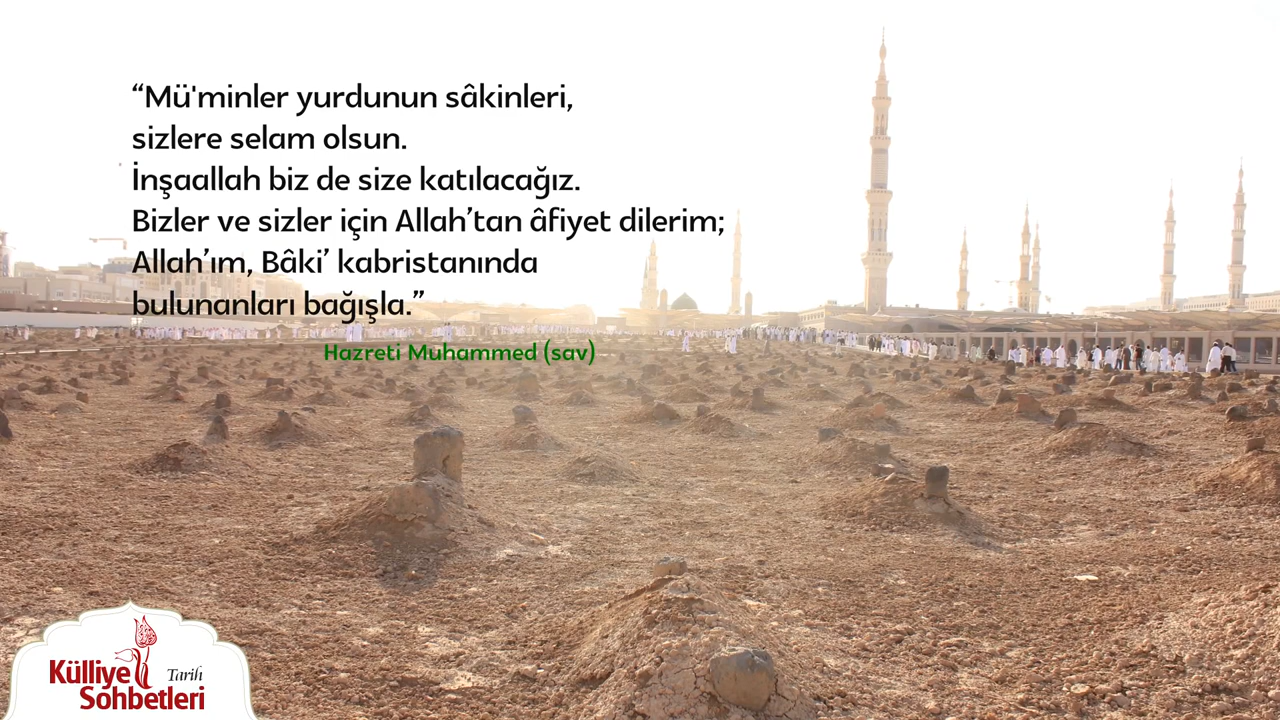 “Mü'minler yurdunun sâkinleri,
sizlere selam olsun.
İnşaallah biz de size katılacağız.
Bizler ve sizler için Allah’tan âfiyet dilerim;
Allah’ım, Bâki’ kabristanında
bulunanları bağışla.”
Hazreti Muhammed (sav)
Külliye Tarih
Sohbetleri